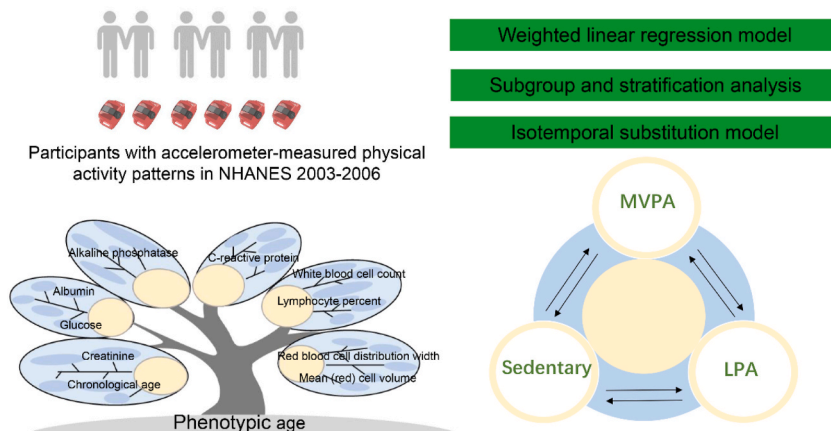 Participants with accelerometer-measured physical
activity patterns in NHANES 2003-2006
Weighted linear regression model
Subgroup and stratification analysis
Isotemporal substitution model
Alkaline phosphatase
C-reactive protein
Albumin
Glucose
White blood cell count
Lymphocyte percent
Creatinine
Chronological age
Red blood cell distribution width
Mean (red) cell volume
Phenotypic age
MVPA
Sedentary
LPA